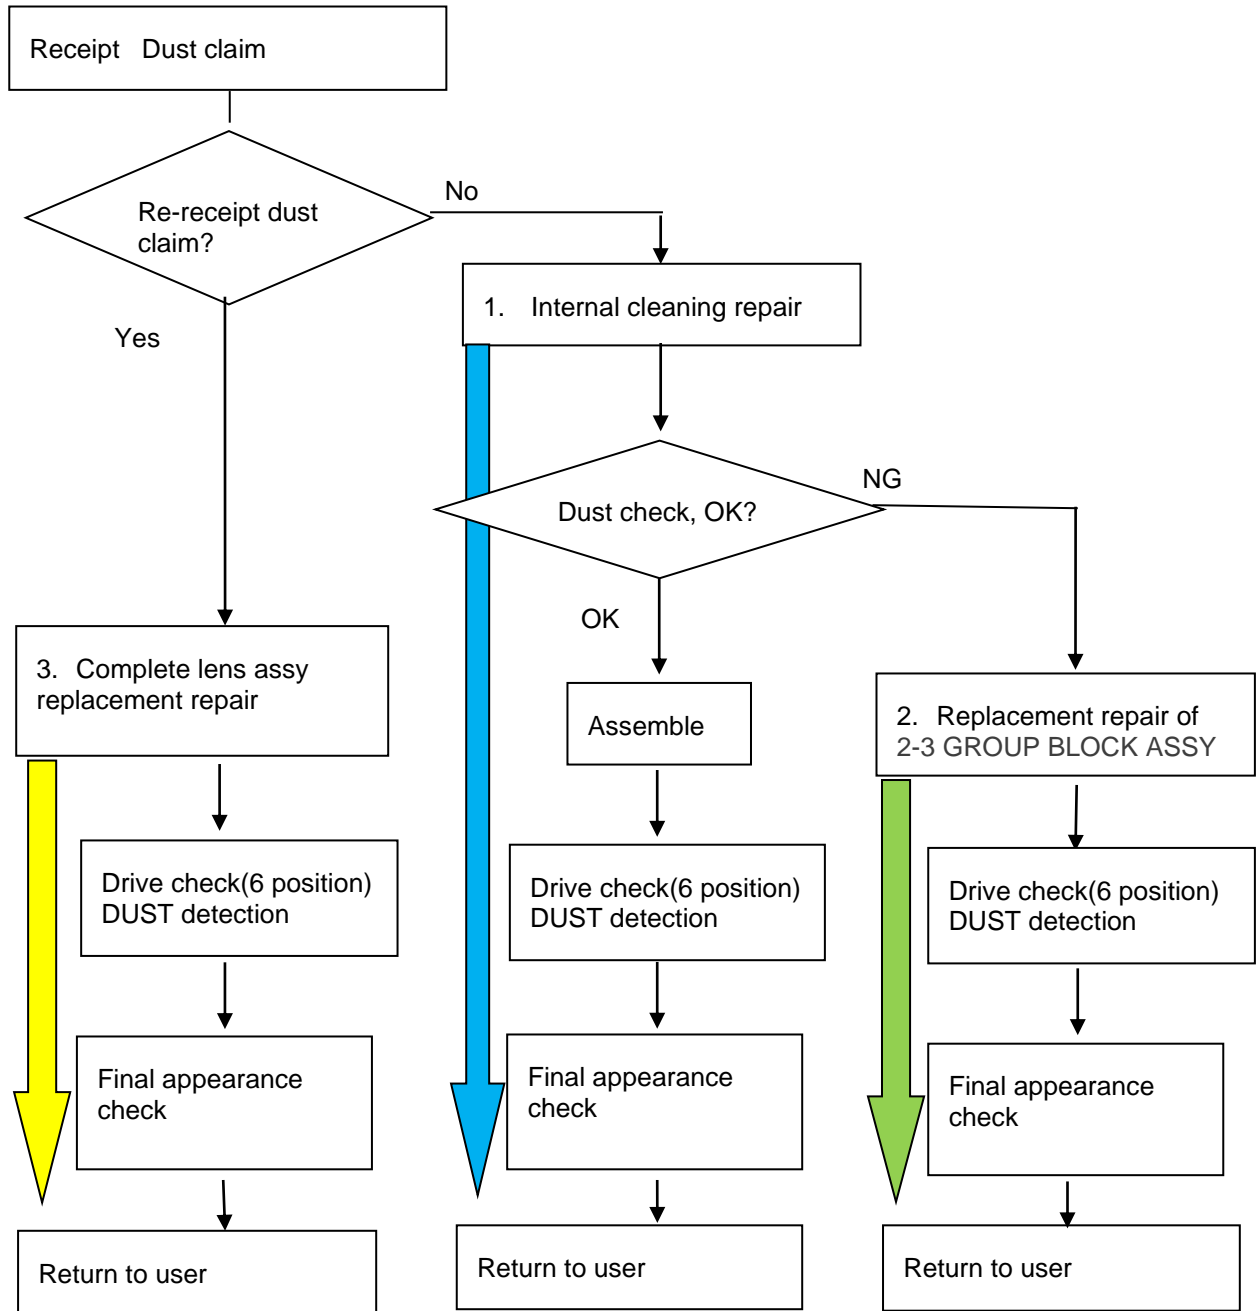 Receipt   Dust claim
Re-receipt dust
claim?
No
Yes
1.   Internal cleaning repair
Dust check, OK?
NG
OK
3.   Complete lens assy
replacement repair
Assemble
2.   Replacement repair of
2-3 GROUP BLOCK ASSY
Drive check(6 position)
DUST detection
Drive check(6 position)
DUST detection
Drive check(6 position)
DUST detection
Final appearance
check
Final appearance
check
Final appearance
check
Return to user
Return to user
Return to user